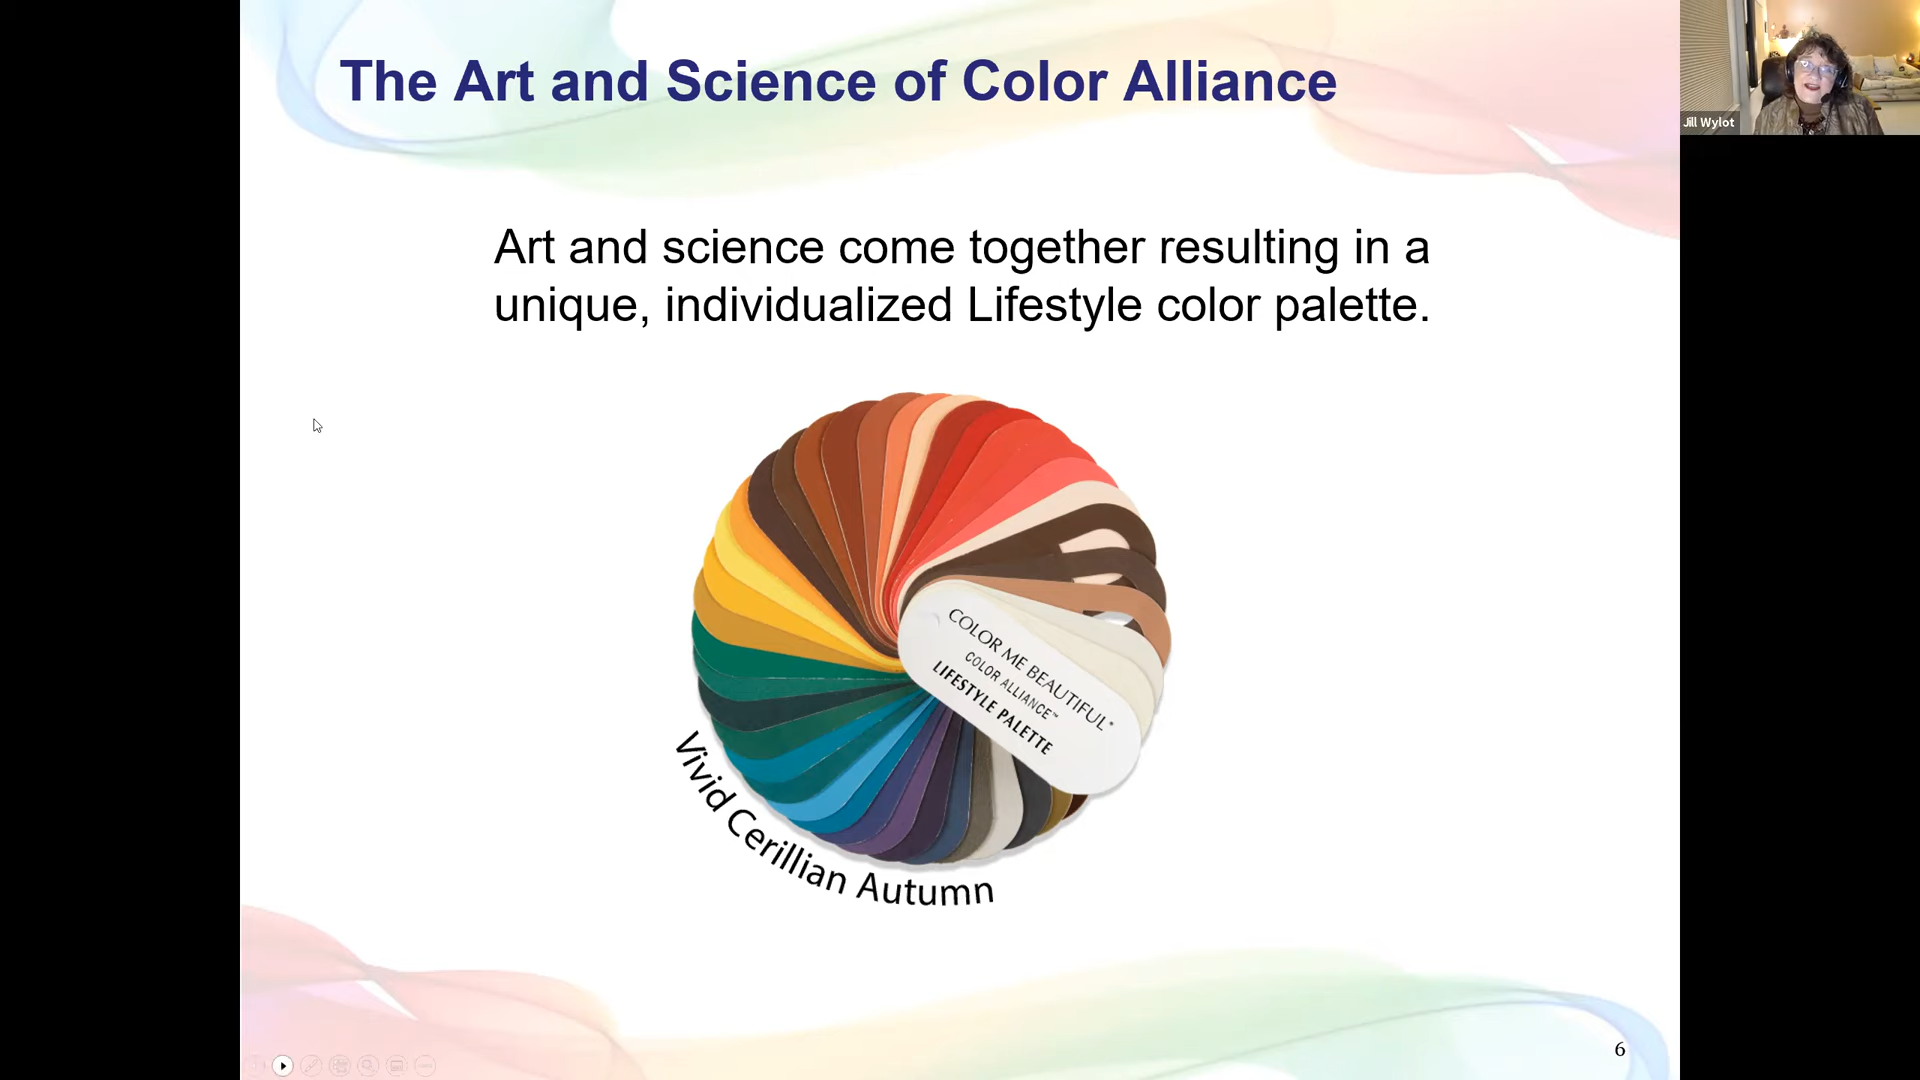 The Art and Science of Color Alliance
Jill Wylot
Art and science come together resulting in a
unique, individualized Lifestyle color palette.
COLOR ME BEAUTIFUL®
COLOR ALLIANCE™
LIFESTYLE PALETTE
Vivid Cerillian Autumn
6